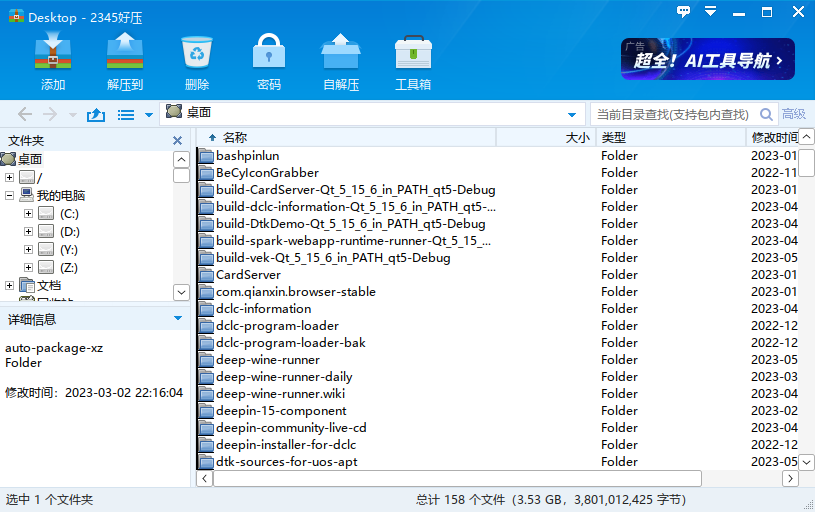 Desktop - 2345好压
添加 解压到 删除 密码 自解压 工具箱
广告
超全！AI工具导航 ›
桌面 当前目录查找(支持包内查找) 高级
文件夹
桌面
/
我的电脑
(C:)
(D:)
(Y:)
(Z:)
文档
详细信息
auto-package-xz
Folder
修改时间：2023-03-02 22:16:04
名称 大小 类型 修改时间
bashpinlun Folder 2023-01
BeCyIconGrabber Folder 2022-11
build-CardServer-Qt_5_15_6_in_PATH_qt5-Debug Folder 2023-01
build-dclc-information-Qt_5_15_6_in_PATH_qt5-... Folder 2023-04
build-DtkDemo-Qt_5_15_6_in_PATH_qt5-Debug Folder 2023-04
build-spark-webapp-runtime-runner-Qt_5_15_... Folder 2023-04
build-vek-Qt_5_15_6_in_PATH_qt5-Debug Folder 2023-05
CardServer Folder 2023-01
com.qianxin.browser-stable Folder 2023-01
dclc-information Folder 2023-04
dclc-program-loader Folder 2022-12
dclc-program-loader-bak Folder 2022-12
deep-wine-runner Folder 2023-05
deep-wine-runner-daily Folder 2023-03
deep-wine-runner.wiki Folder 2023-04
deepin-15-component Folder 2023-02
deepin-community-live-cd Folder 2023-04
deepin-installer-for-dclc Folder 2022-12
dtk-sources-for-uos-apt Folder 2023-05
选中 1 个文件夹 总计 158 个文件（3.53 GB，3,801,012,425 字节）